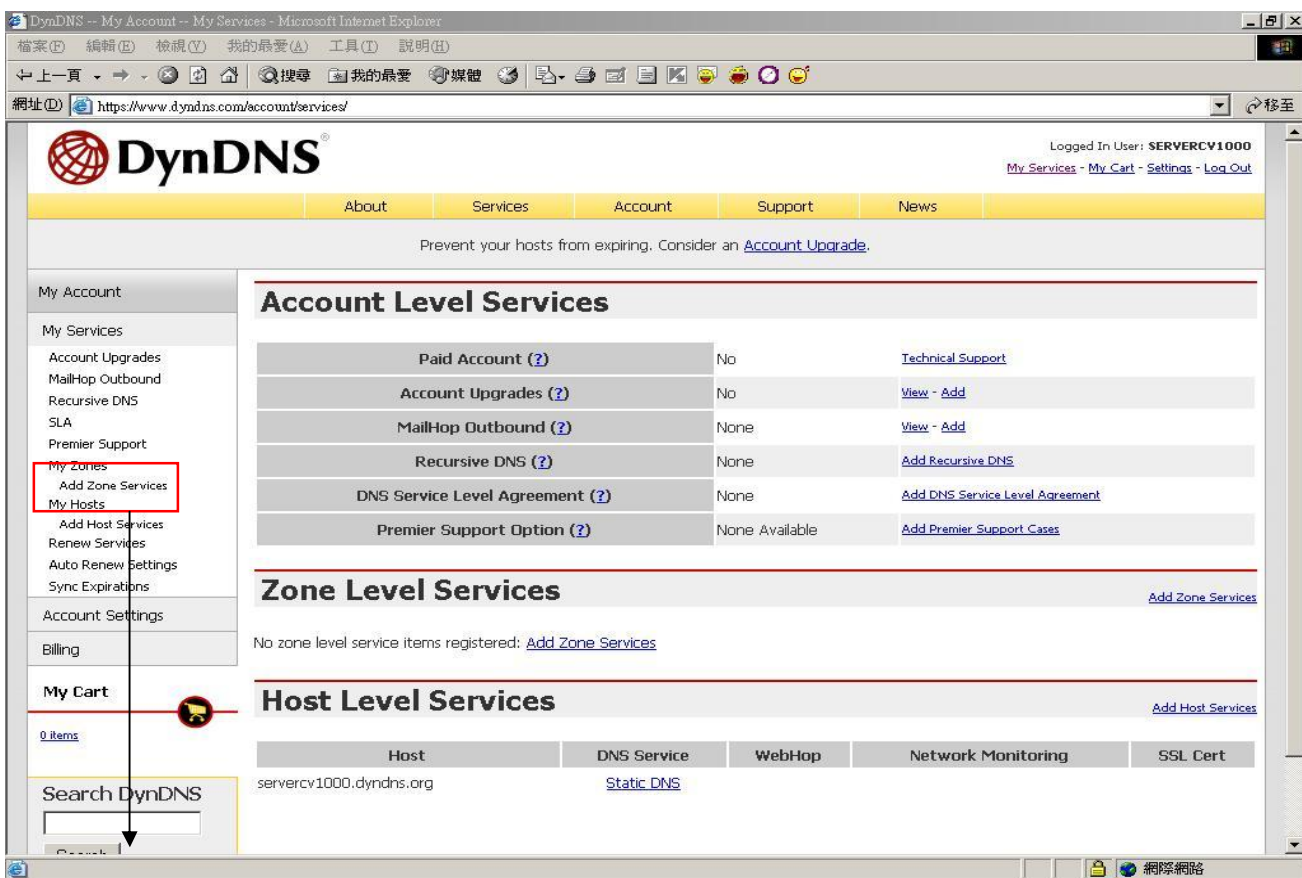 DynDNS -- My Account -- My Services - Microsoft Internet Explorer
檔案(F) 編輯(E) 檢視(V) 我的最愛(A) 工具(T) 說明(H)
上一頁 搜尋 我的最愛 媒體
網址(D) https://www.dyndns.com/account/services/ 移至
DynDNS®
Logged In User: SERVERCV1000
My Services - My Cart - Settings - Log Out
About Services Account Support News
Prevent your hosts from expiring. Consider an Account Upgrade.
My Account
My Services
Account Upgrades
MailHop Outbound
Recursive DNS
SLA
Premier Support
My Zones
Add Zone Services
My Hosts
Add Host Services
Renew Services
Auto Renew Settings
Sync Expirations
Account Settings
Billing
My Cart
0 items
Search DynDNS
Search
Account Level Services
Paid Account (?) No Technical Support
Account Upgrades (?) No View - Add
MailHop Outbound (?) None View - Add
Recursive DNS (?) None Add Recursive DNS
DNS Service Level Agreement (?) None Add DNS Service Level Agreement
Premier Support Option (?) None Available Add Premier Support Cases
Zone Level Services
Add Zone Services
No zone level service items registered: Add Zone Services
Host Level Services
Add Host Services
Host DNS Service WebHop Network Monitoring SSL Cert
servercv1000.dyndns.org Static DNS
網際網路